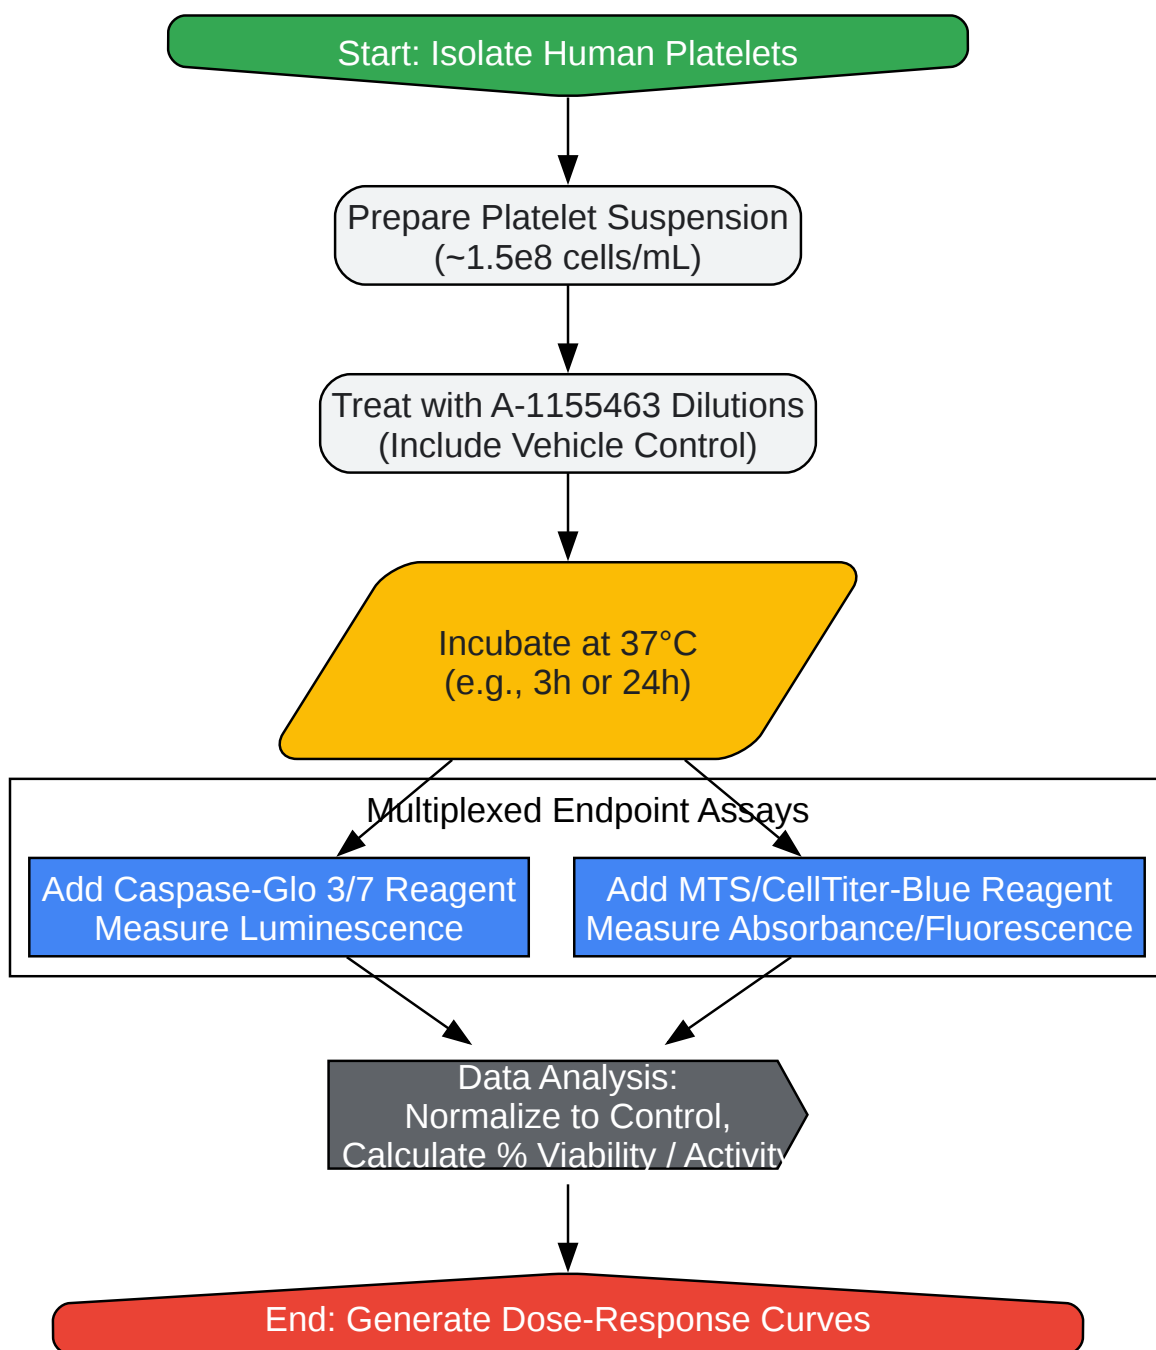 Start: Isolate Human Platelets
Prepare Platelet Suspension
(~1.5e8 cells/mL)
Treat with A-1155463 Dilutions
(Include Vehicle Control)
Incubate at 37°C
(e.g., 3h or 24h)
Multiplexed Endpoint Assays
Add Caspase-Glo 3/7 Reagent
Measure Luminescence
Add MTS/CellTiter-Blue Reagent
Measure Absorbance/Fluorescence
Data Analysis:
Normalize to Control,
Calculate % Viability / Activity
End: Generate Dose-Response Curves